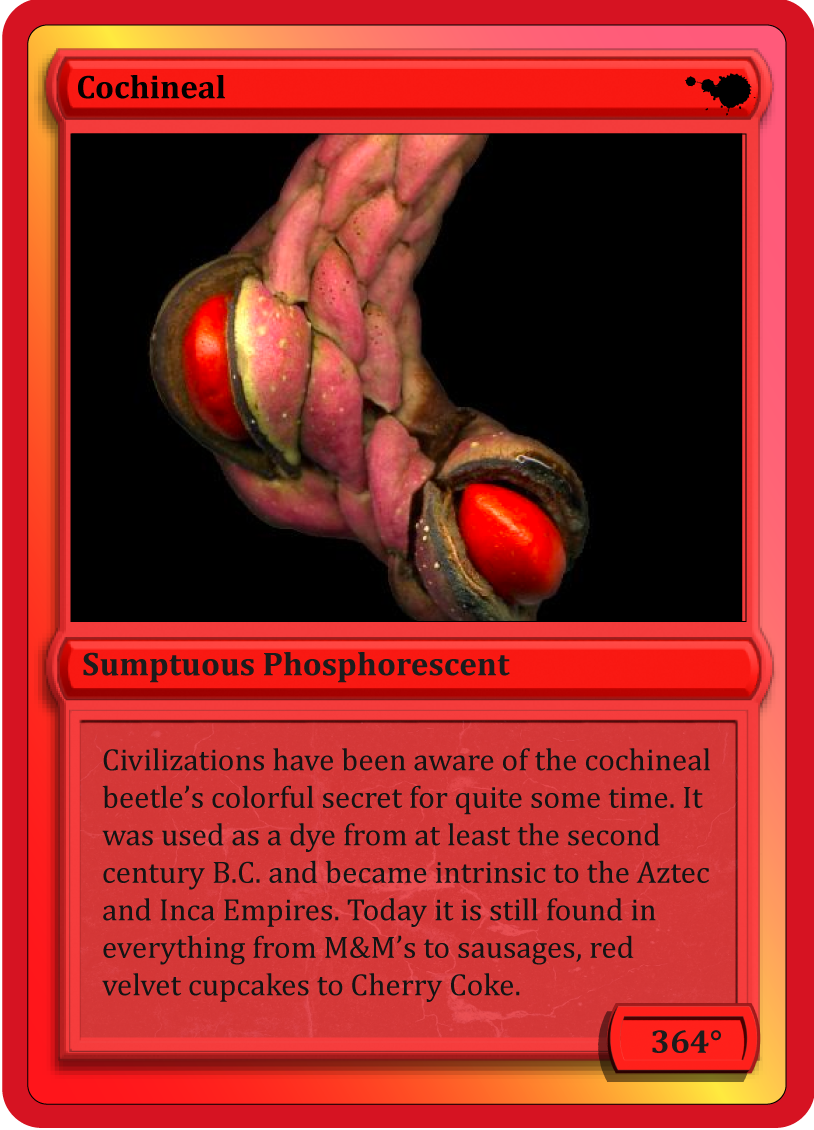 Cochineal
Sumptuous Phosphorescent
Civilizations have been aware of the cochineal
beetle’s colorful secret for quite some time. It
was used as a dye from at least the second
century B.C. and became intrinsic to the Aztec
and Inca Empires. Today it is still found in
everything from M&M’s to sausages, red
velvet cupcakes to Cherry Coke.
364°